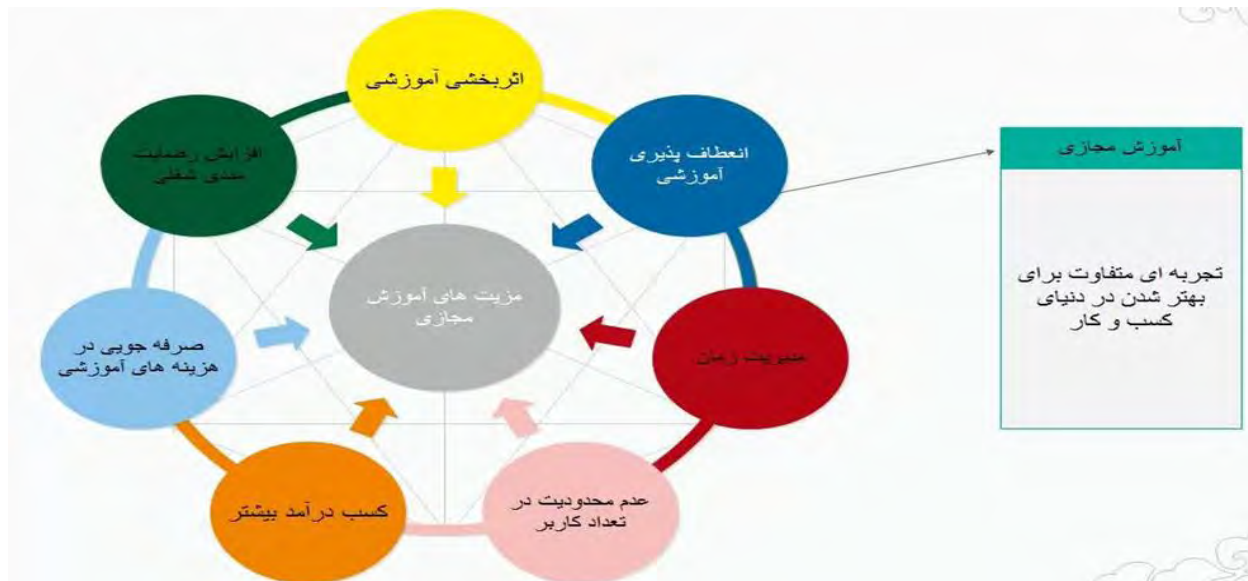 اثربخشی آموزشی
انعطاف پذیری
آموزشی
مدیریت زمان
عدم محدودیت در
تعداد کاربر
کسب درآمد بیشتر
صرفه جویی در
هزینه های آموزشی
افزایش رضایت
مندی شغلی
مزیت های آموزش
مجازی
آموزش مجازی
تجربه ای متفاوت برای
بهتر شدن در دنیای
کسب و کار